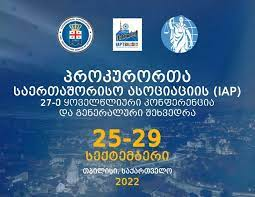 პროკურორთა
საერთაშორისო ასოციაციის (IAP)
27-ე ყოველწლიური კონფერენცია
და გენერალური შეხვედრა
25-29
სექტემბერი
თბილისი, საქართველო
2022